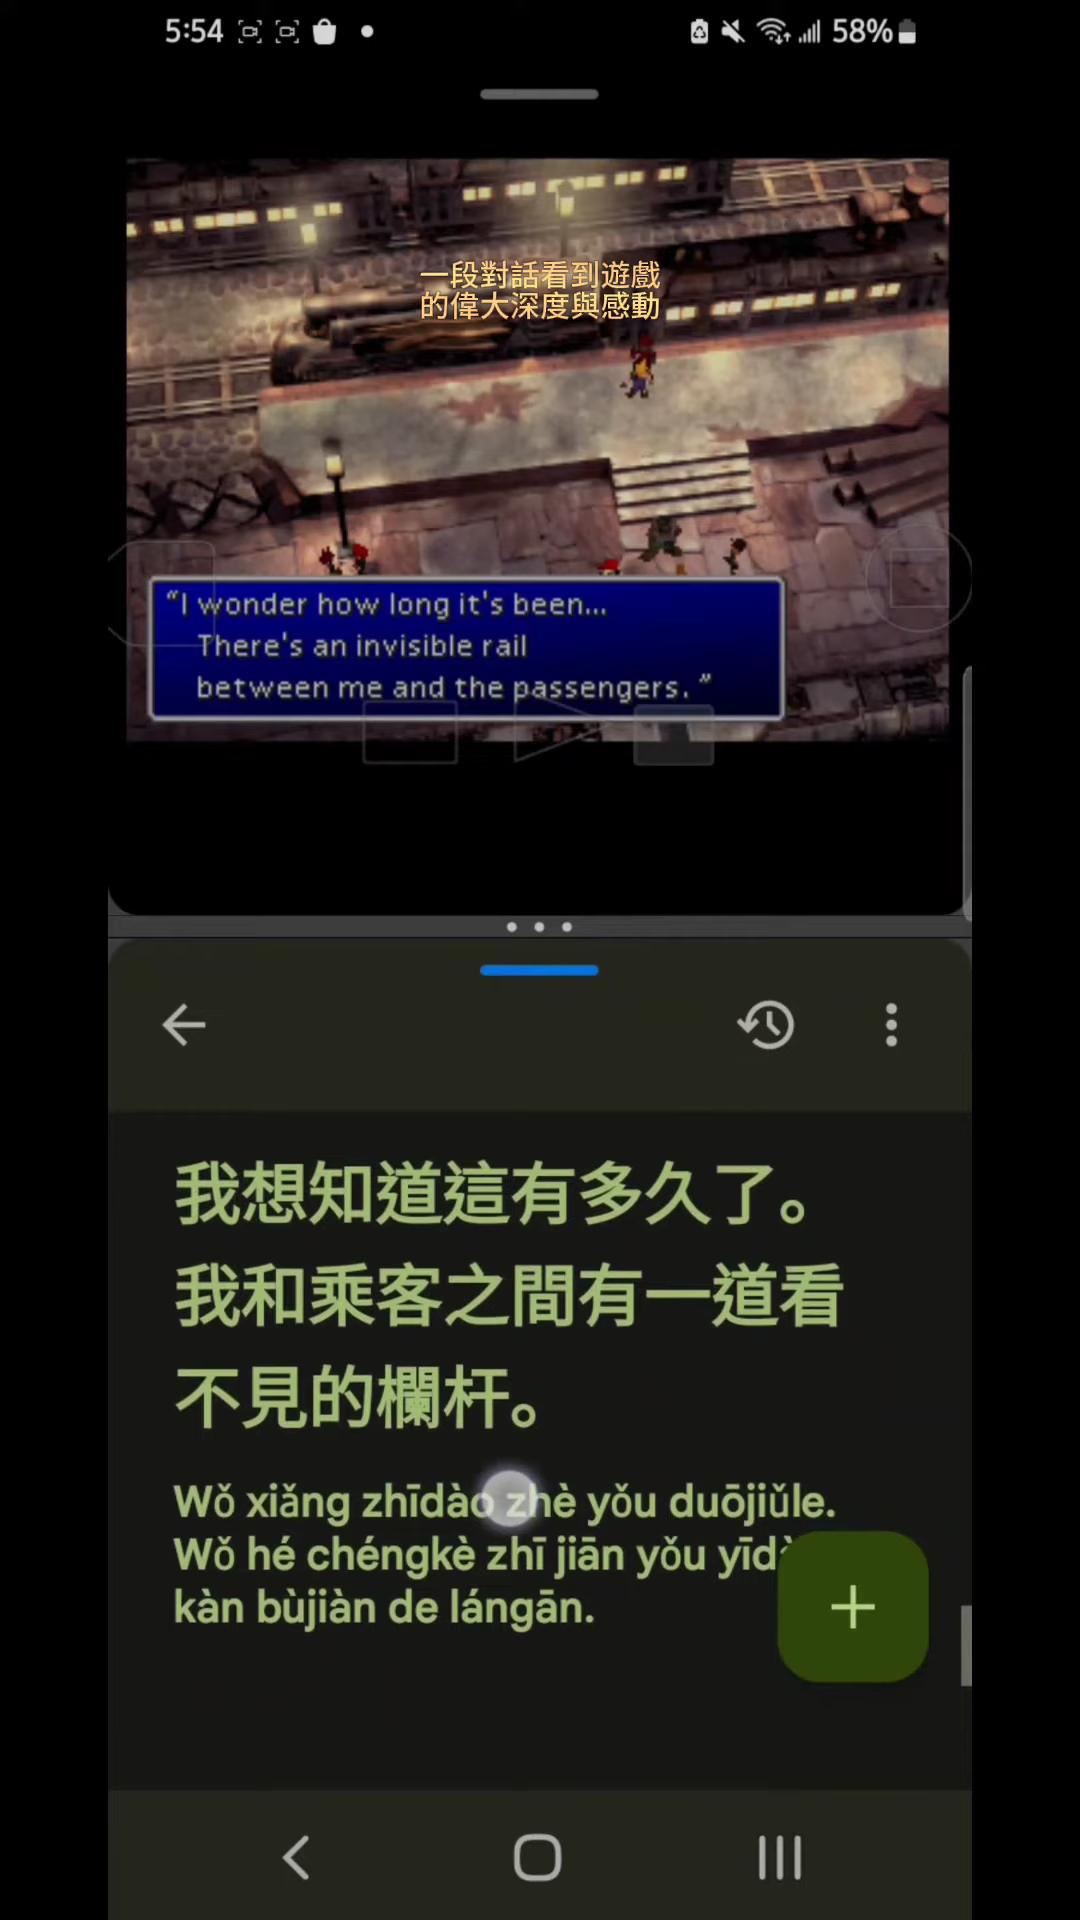 5:54
58%
一段對話看到遊戲
的偉大深度與感動
“I wonder how long it's been...
There's an invisible rail
between me and the passengers. ”
我想知道這有多久了。
我和乘客之間有一道看
不見的欄杆。
Wǒ xiǎng zhīdào zhè yǒu duōjiǔle.
Wǒ hé chéngkè zhī jiān yǒu
kàn bùjiàn de lángān.